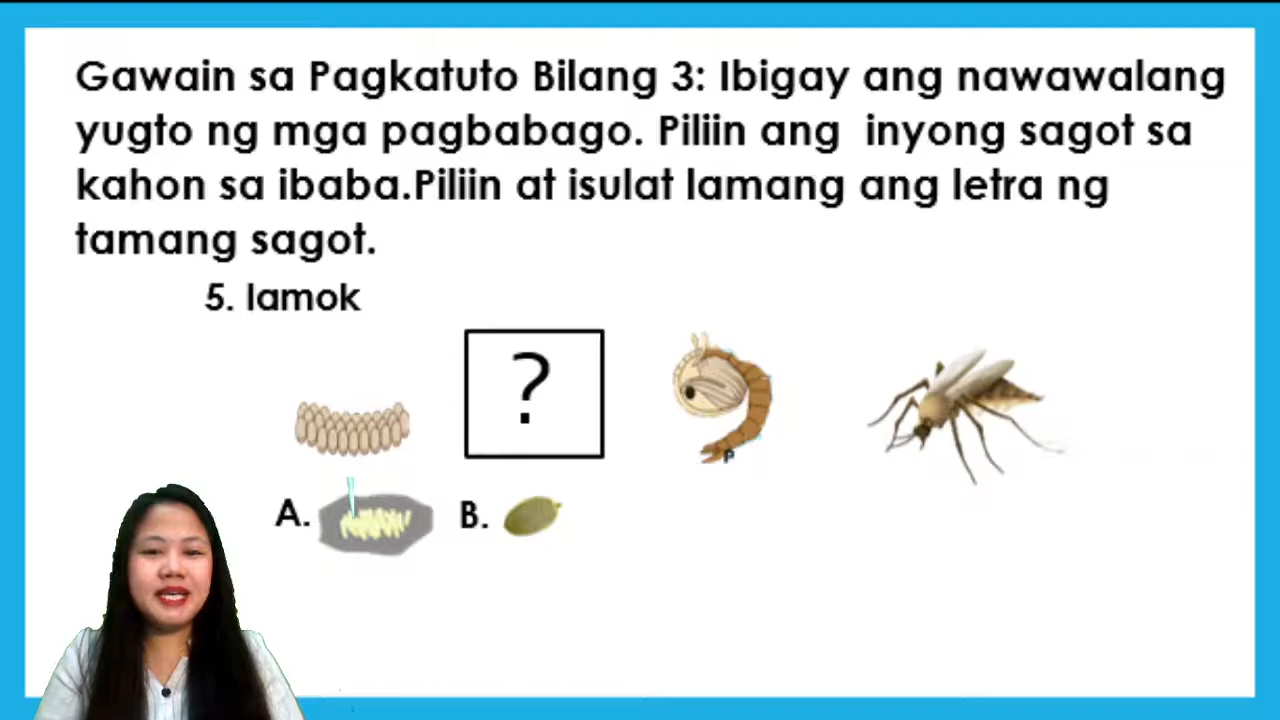 Gawain sa Pagkatuto Bilang 3: Ibigay ang nawawalang
yugto ng mga pagbabago. Piliin ang inyong sagot sa
kahon sa ibaba.Piliin at isulat lamang ang letra ng
tamang sagot.
5. lamok
?
P
A.
B.